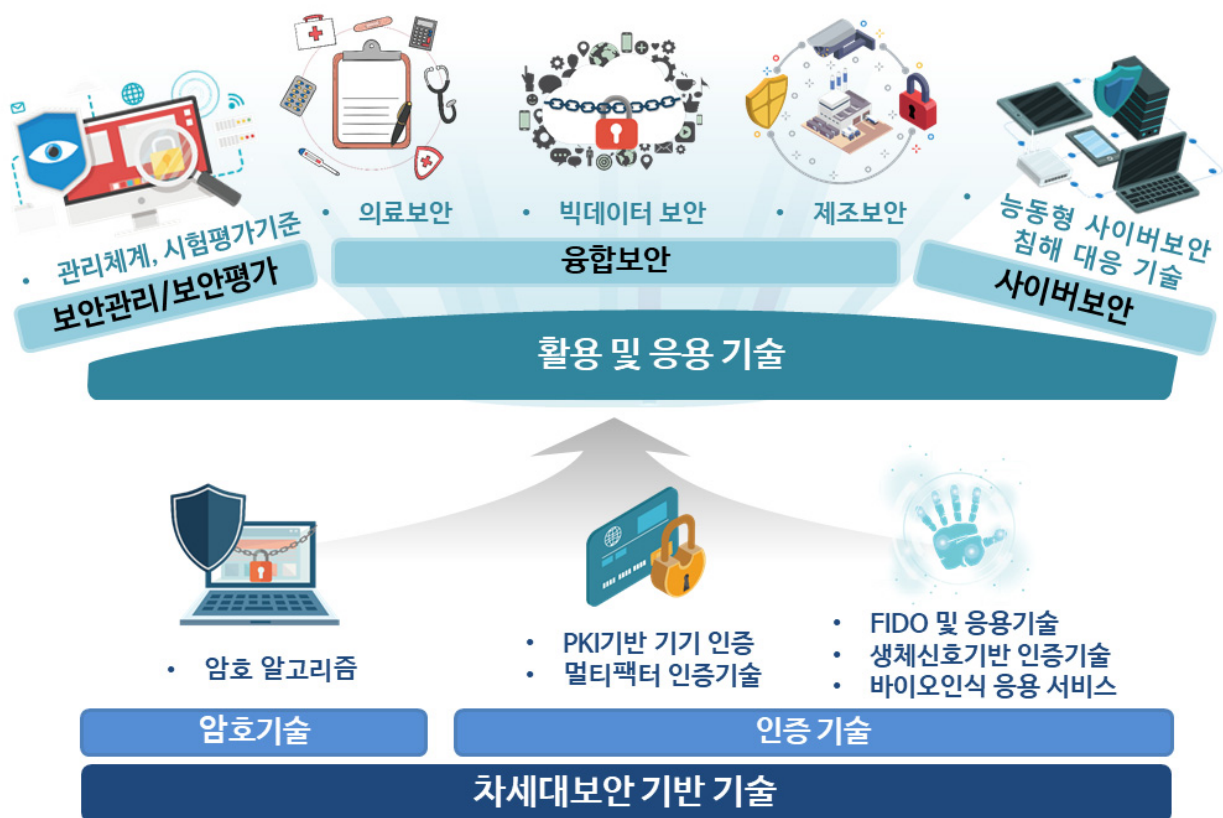 • 의료보안
• 빅데이터 보안
• 제조보안
• 관리체계, 시험평가기준
• 능동형 사이버보안
침해 대응 기술
보안관리/보안평가
융합보안
사이버보안
활용 및 응용 기술
• 암호 알고리즘
• PKI기반 기기 인증
• 멀티팩터 인증기술
• FIDO 및 응용기술
• 생체신호기반 인증기술
• 바이오인식 응용 서비스
암호기술
인증 기술
차세대보안 기반 기술